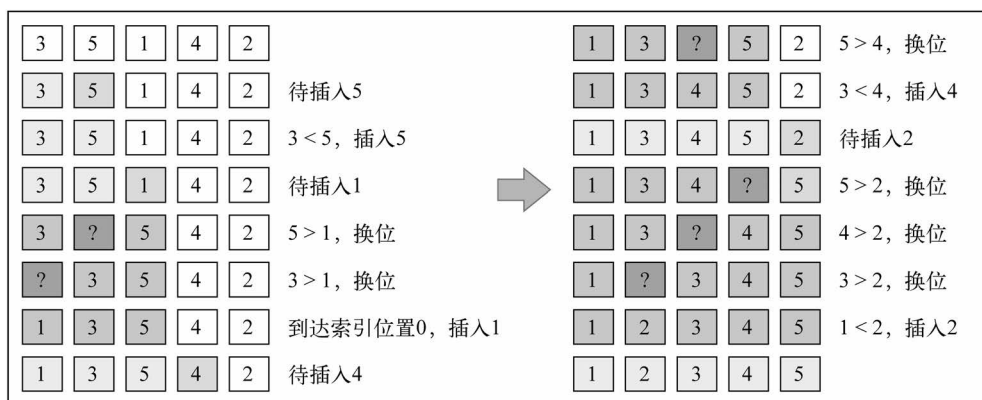 3 5 1 4 2
3 5 1 4 2 待插入5
3 5 1 4 2 3 < 5，插入5
3 5 1 4 2 待插入1
3 ? 5 4 2 5 > 1，换位
? 3 5 4 2 3 > 1，换位
1 3 5 4 2 到达索引位置0，插入1
1 3 5 4 2 待插入4
1 3 ? 5 2 5 > 4，换位
1 3 4 5 2 3 < 4，插入4
1 3 4 5 2 待插入2
1 3 4 ? 5 5 > 2，换位
1 3 ? 4 5 4 > 2，换位
1 ? 3 4 5 3 > 2，换位
1 2 3 4 5 1 < 2，插入2
1 2 3 4 5